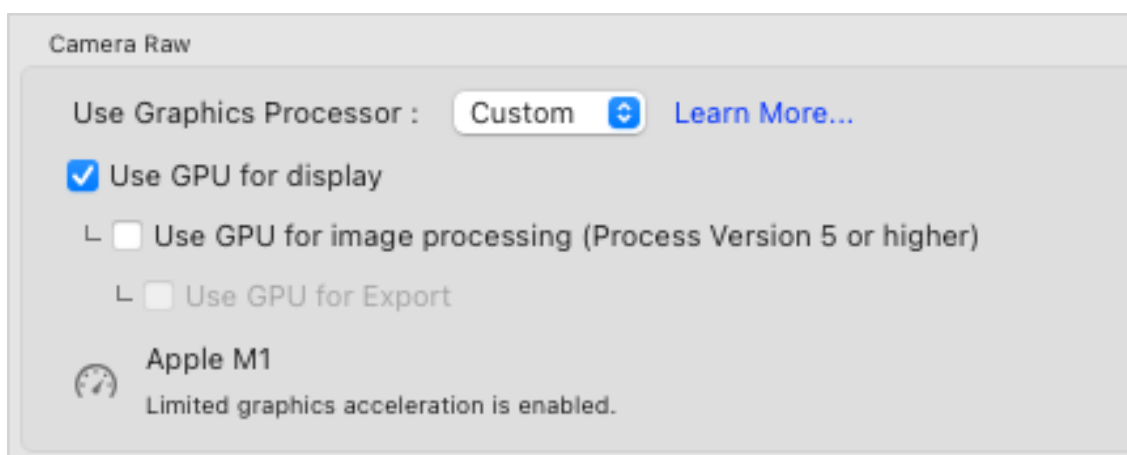 Camera Raw
Use Graphics Processor : Custom Learn More...
Use GPU for display
Use GPU for image processing (Process Version 5 or higher)
Use GPU for Export
Apple M1
Limited graphics acceleration is enabled.